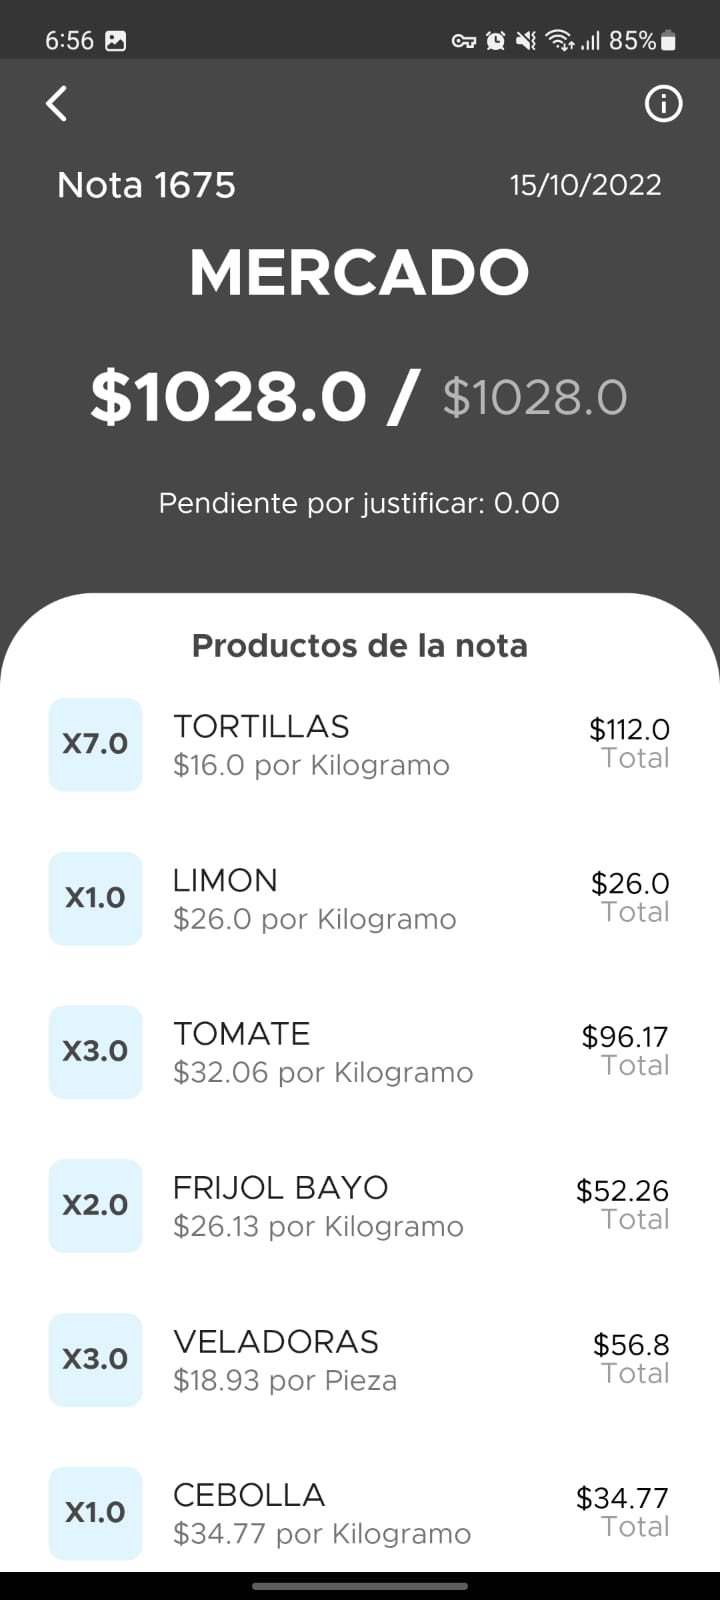 6:56
85%
Nota 1675
15/10/2022
MERCADO
$1028.0 / $1028.0
Pendiente por justificar: 0.00
Productos de la nota
X7.0
TORTILLAS
$112.0
$16.0 por Kilogramo
Total
X1.0
LIMON
$26.0
$26.0 por Kilogramo
Total
X3.0
TOMATE
$96.17
$32.06 por Kilogramo
Total
X2.0
FRIJOL BAYO
$52.26
$26.13 por Kilogramo
Total
X3.0
VELADORAS
$56.8
$18.93 por Pieza
Total
X1.0
CEBOLLA
$34.77
$34.77 por Kilogramo
Total